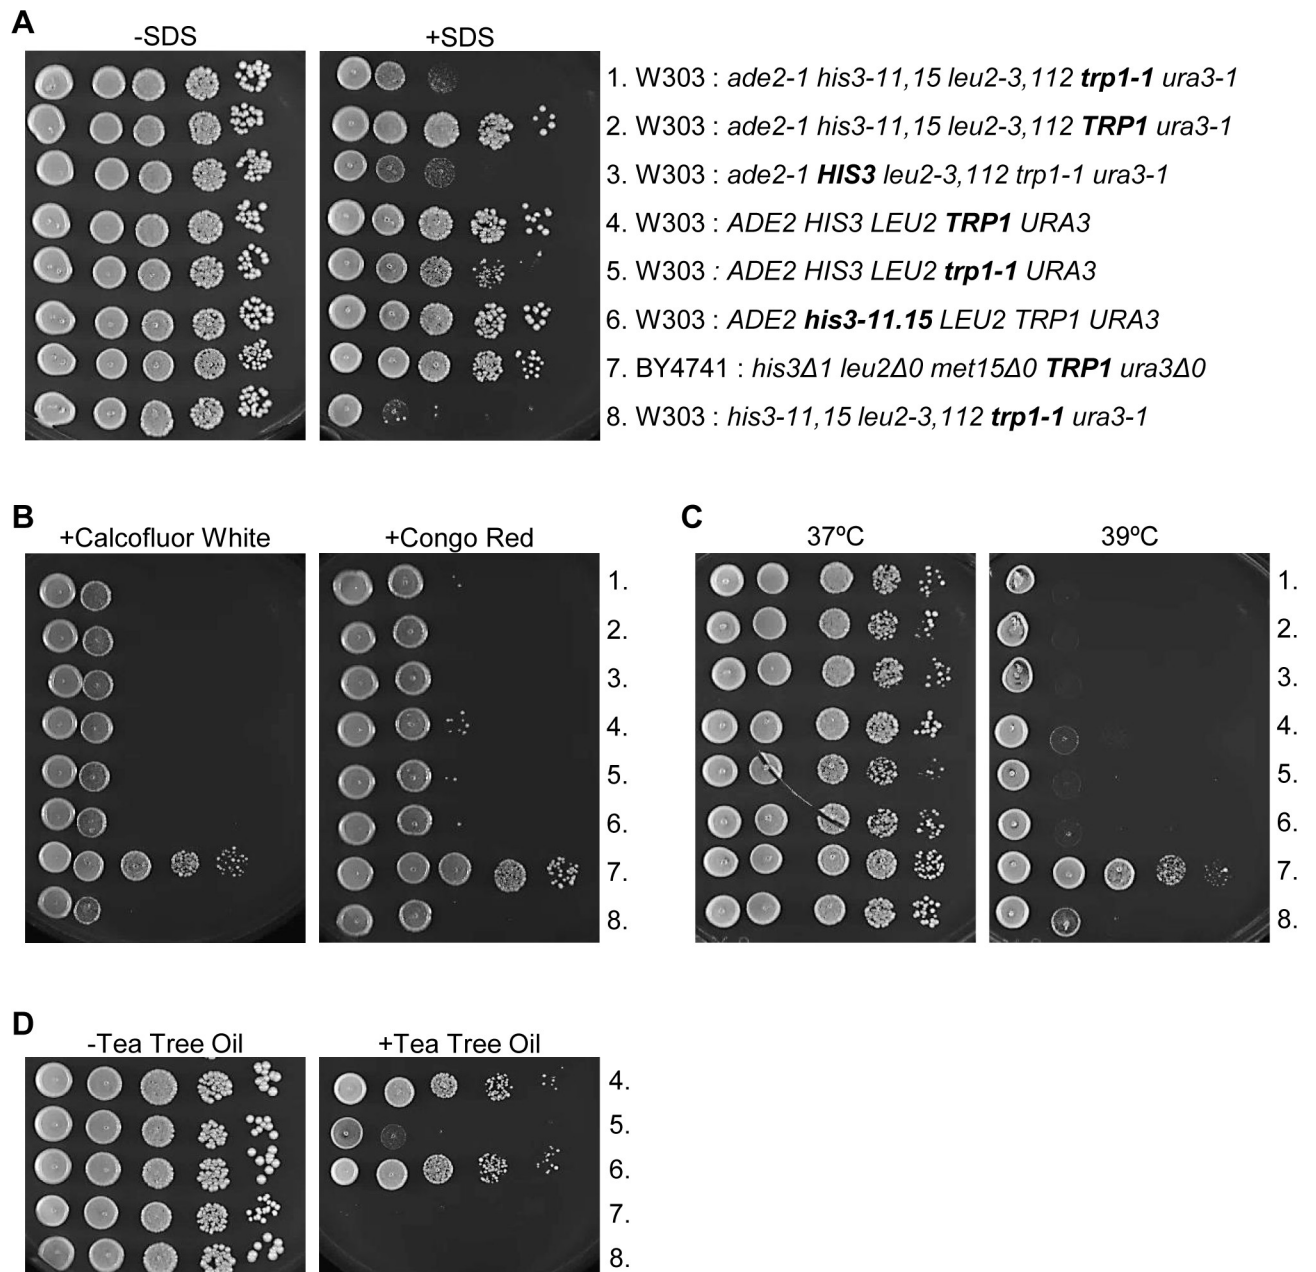 A
-SDS +SDS
1. W303 : ade2-1 his3-11,15 leu2-3,112 trp1-1 ura3-1
2. W303 : ade2-1 his3-11,15 leu2-3,112 TRP1 ura3-1
3. W303 : ade2-1 HIS3 leu2-3,112 trp1-1 ura3-1
4. W303 : ADE2 HIS3 LEU2 TRP1 URA3
5. W303 : ADE2 HIS3 LEU2 trp1-1 URA3
6. W303 : ADE2 his3-11.15 LEU2 TRP1 URA3
7. BY4741 : his3Δ1 leu2Δ0 met15Δ0 TRP1 ura3Δ0
8. W303 : his3-11,15 leu2-3,112 trp1-1 ura3-1
B
+Calcofluor White +Congo Red
1.
2.
3.
4.
5.
6.
7.
8.
C
37ºC 39ºC
1.
2.
3.
4.
5.
6.
7.
8.
D
-Tea Tree Oil +Tea Tree Oil
4.
5.
6.
7.
8.